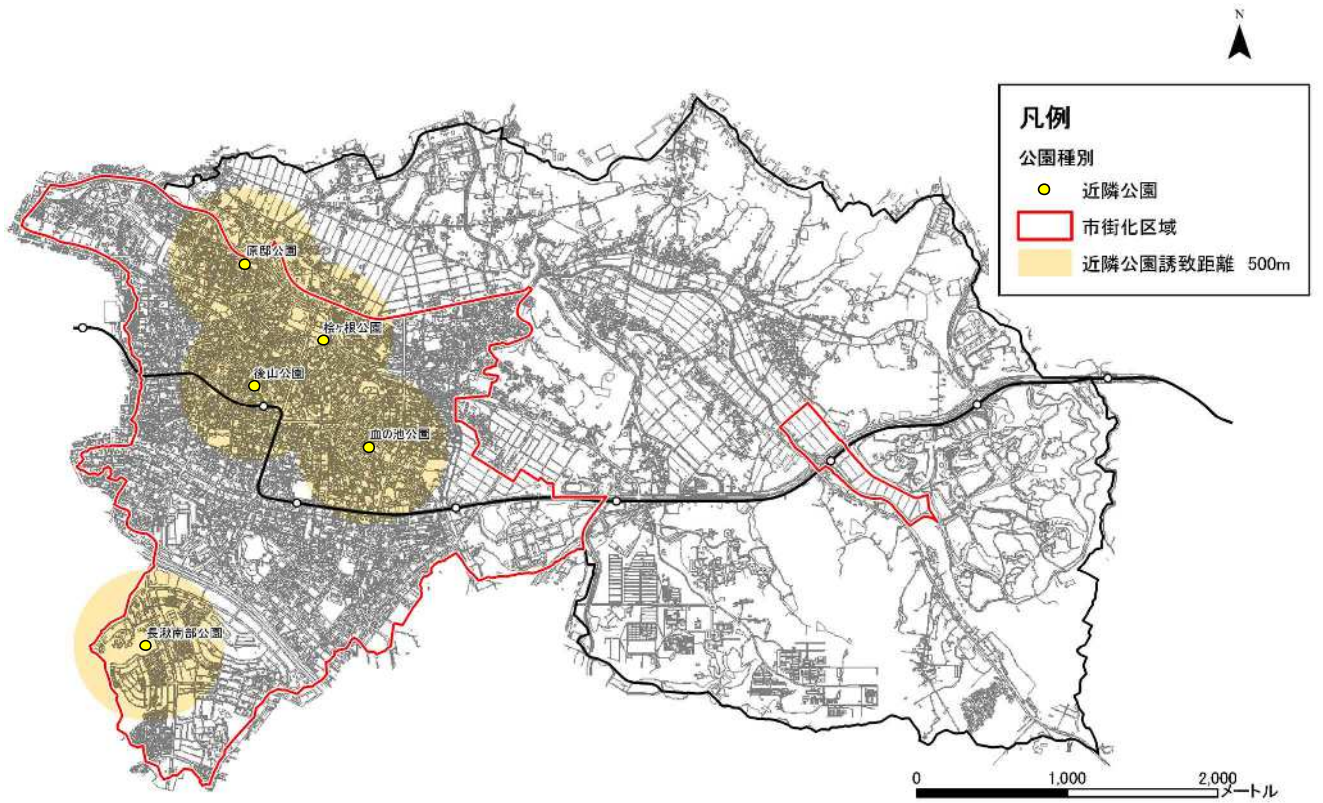 N
凡例
公園種別
近隣公園
市街化区域
近隣公園誘致距離 500m
原邸公園
桧ヶ根公園
後山公園
血の池公園
長湫南部公園
0 1,000 2,000
メートル